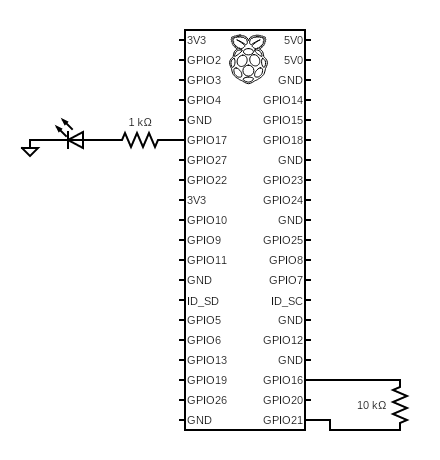 3V3 5V0
GPIO2 5V0
GPIO3 GND
GPIO4 GPIO14
GND GPIO15
1 kΩ
GPIO17 GPIO18
GPIO27 GND
GPIO22 GPIO23
3V3 GPIO24
GPIO10 GND
GPIO9 GPIO25
GPIO11 GPIO8
GND GPIO7
ID_SD ID_SC
GPIO5 GND
GPIO6 GPIO12
GPIO13 GND
GPIO19 GPIO16
GPIO26 GPIO20
10 kΩ
GND GPIO21